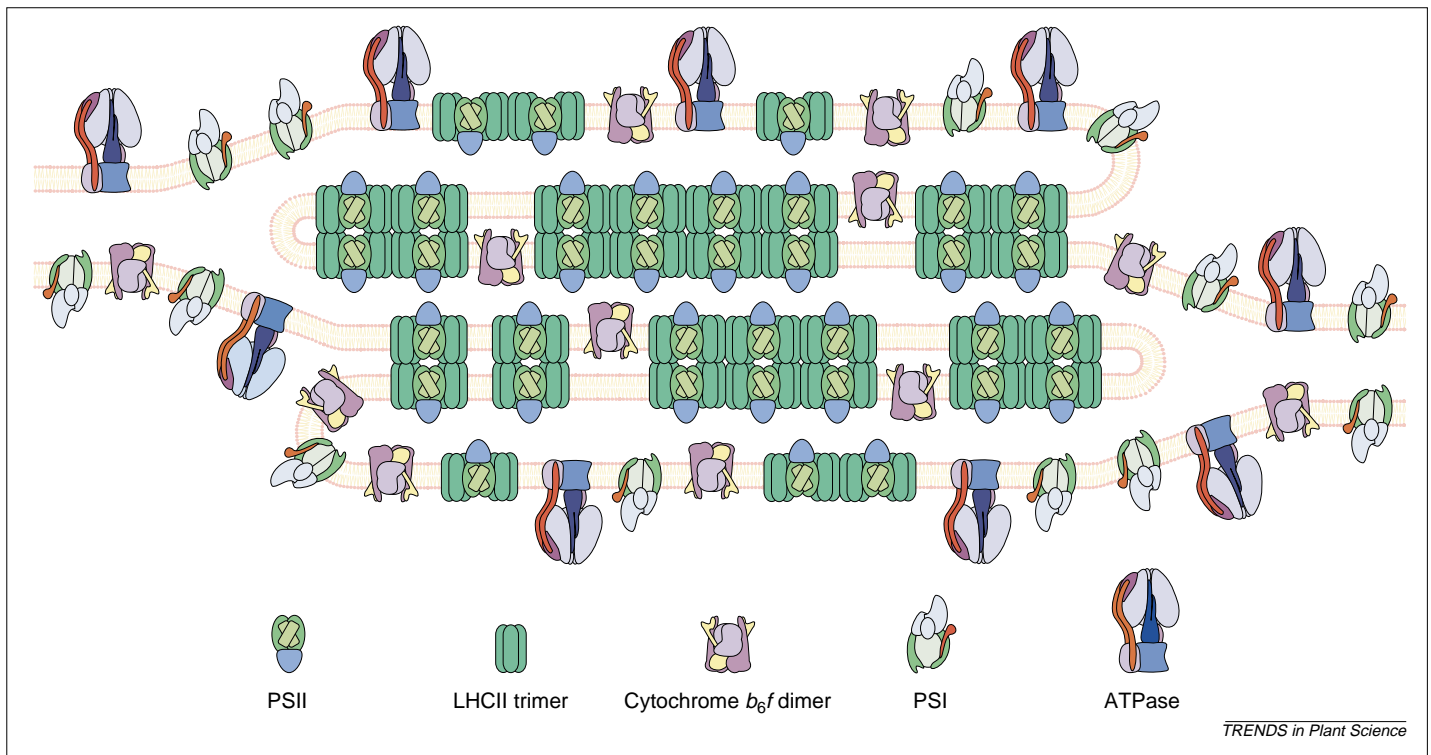 PSII
LHCII trimer
Cytochrome b6f dimer
PSI
ATPase
TRENDS in Plant Science